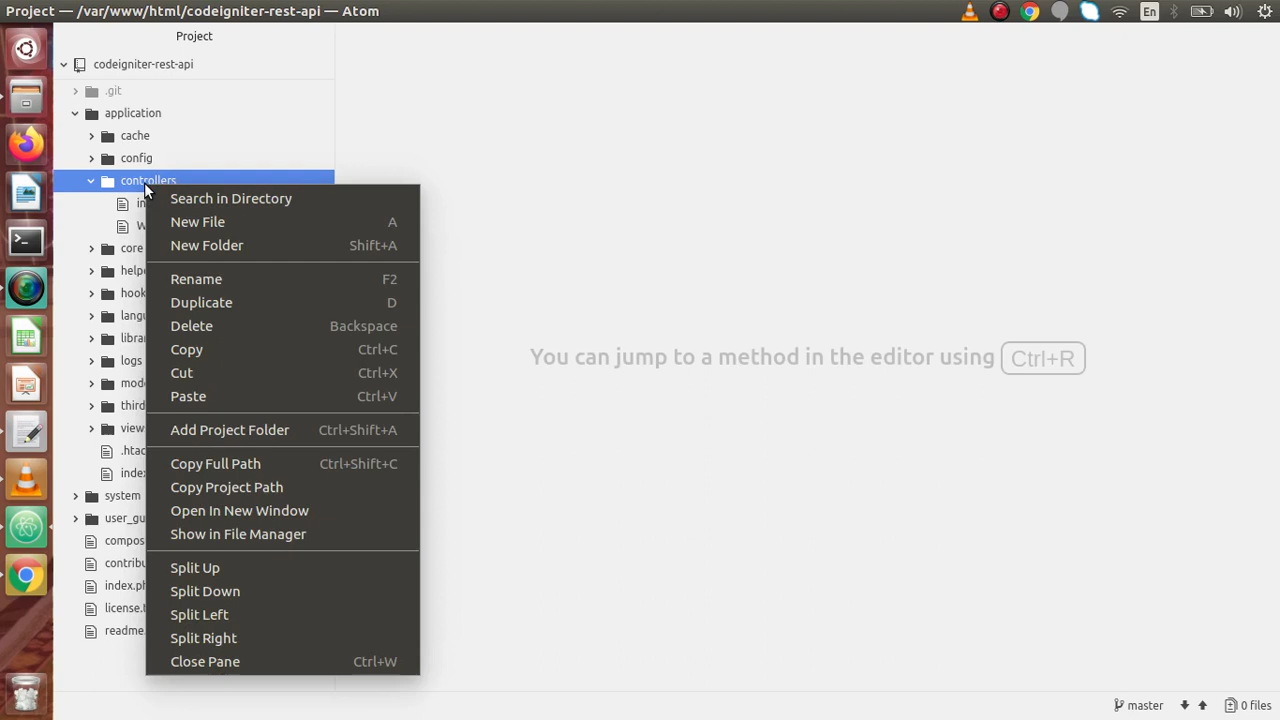 Project — /var/www/html/codeigniter-rest-api — Atom
En
Project
codeigniter-rest-api
.git
application
cache
config
controllers
core
system
Search in Directory
New File A
New Folder Shift+A
Rename F2
Duplicate D
Delete Backspace
Copy Ctrl+C
Cut Ctrl+X
Paste Ctrl+V
Add Project Folder Ctrl+Shift+A
Copy Full Path Ctrl+Shift+C
Copy Project Path
Open In New Window
Show in File Manager
Split Up
Split Down
Split Left
Split Right
Close Pane Ctrl+W
logs
You can jump to a method in the editor using Ctrl+R
master
0 files